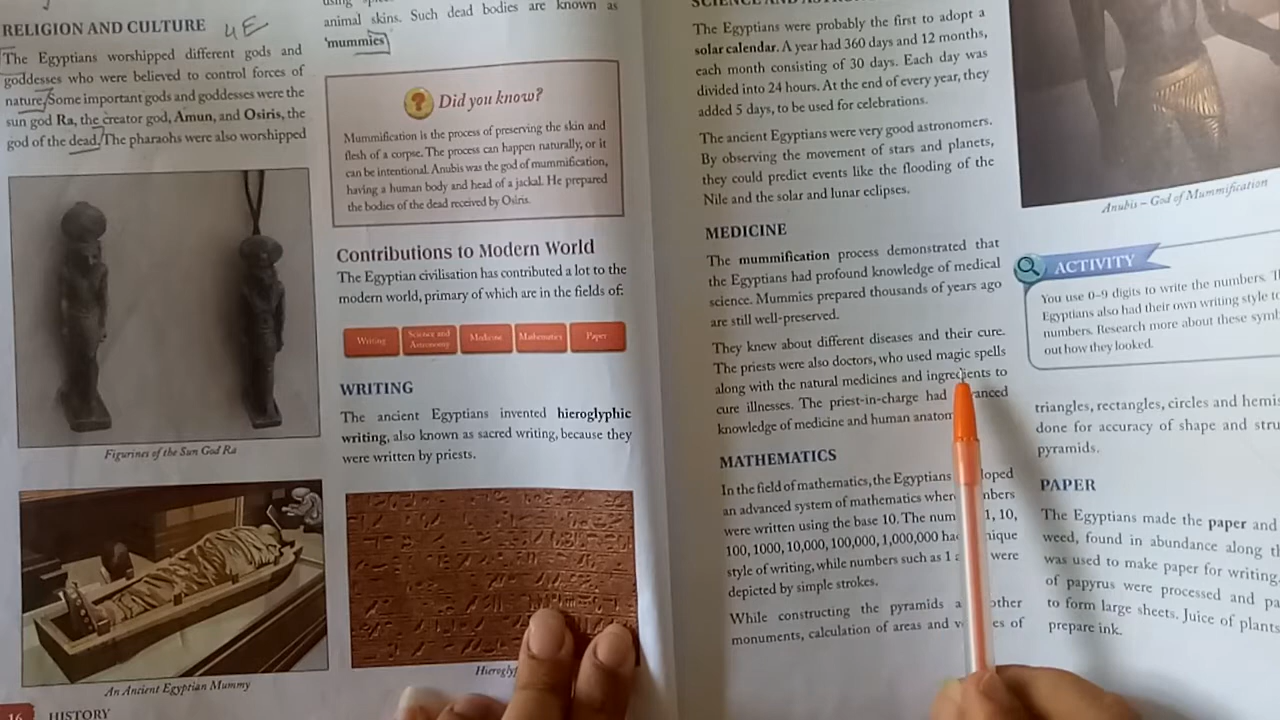 RELIGION AND CULTURE
4E
The Egyptians worshipped different gods and
goddesses who were believed to control forces of
nature. Some important gods and goddesses were the
sun god Ra, the creator god, Amun, and Osiris, the
god of the dead. The pharaohs were also worshipped
Figurines of the Sun God Ra
An Ancient Egyptian Mummy
16 HISTORY
animal skins. Such dead bodies are known as
'mummies'
Did you know?
Mummification is the process of preserving the skin and
flesh of a corpse. The process can happen naturally, or it
can be intentional. Anubis was the god of mummification,
having a human body and head of a jackal. He prepared
the bodies of the dead received by Osiris.
Contributions to Modern World
The Egyptian civilisation has contributed a lot to the
modern world, primary of which are in the fields of:
Writing
Science and
Astronomy
Medicine
Mathematics
Paper
WRITING
The ancient Egyptians invented hieroglyphic
writing, also known as sacred writing, because they
were written by priests.
The Egyptians were probably the first to adopt a
solar calendar. A year had 360 days and 12 months,
each month consisting of 30 days. Each day was
divided into 24 hours. At the end of every year, they
added 5 days, to be used for celebrations.
The ancient Egyptians were very good astronomers.
By observing the movement of stars and planets,
they could predict events like the flooding of the
Nile and the solar and lunar eclipses.
MEDICINE
The mummification process demonstrated that
the Egyptians had profound knowledge of medical
science. Mummies prepared thousands of years ago
are still well-preserved.
They knew about different diseases and their cure.
The priests were also doctors, who used magic spells
along with the natural medicines and ingredients to
cure illnesses. The priest-in-charge had
knowledge of medicine and human
MATHEMATICS
In the field of mathematics, the Egyptians
an advanced system of mathematics
were written using the base 10. The 1, 10,
100, 1000, 10,000, 100,000, 1,000,000
style of writing, while numbers such as 1 were
depicted by simple strokes.
While constructing the pyramids other
monuments, calculation of areas and of
Anubis – God of Mummification
ACTIVITY
You use 0–9 digits to write the numbers.
Egyptians also had their own writing style
numbers. Research more about these
out how they looked.
triangles, rectangles, circles and
done for accuracy of shape and
pyramids.
PAPER
The Egyptians made the paper and
weed, found in abundance along
was used to make paper for writing.
of papyrus were processed and
to form large sheets. Juice of plants
prepare ink.